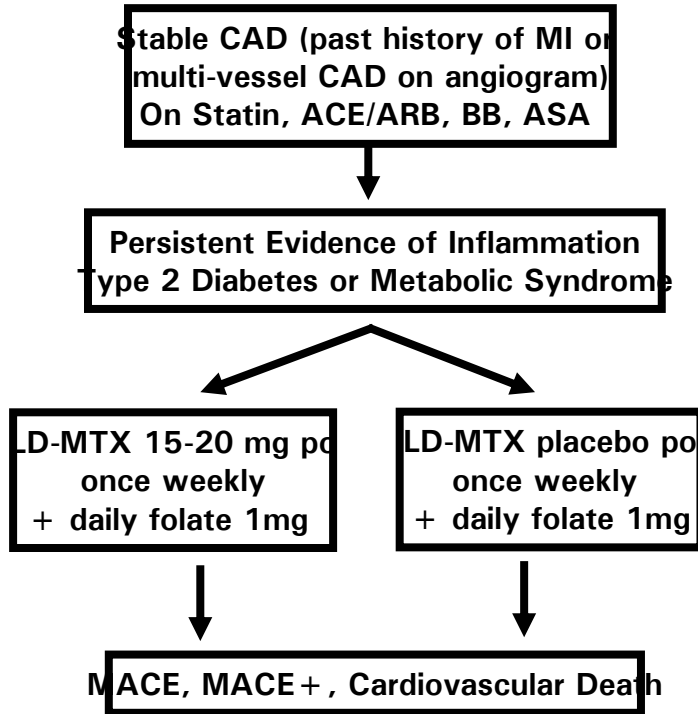 Stable CAD (past history of MI or
multi-vessel CAD on angiogram)
On Statin, ACE/ARB, BB, ASA
Persistent Evidence of Inflammation
Type 2 Diabetes or Metabolic Syndrome
LD-MTX 15-20 mg po
once weekly
+ daily folate 1mg
LD-MTX placebo po
once weekly
+ daily folate 1mg
MACE, MACE+, Cardiovascular Death